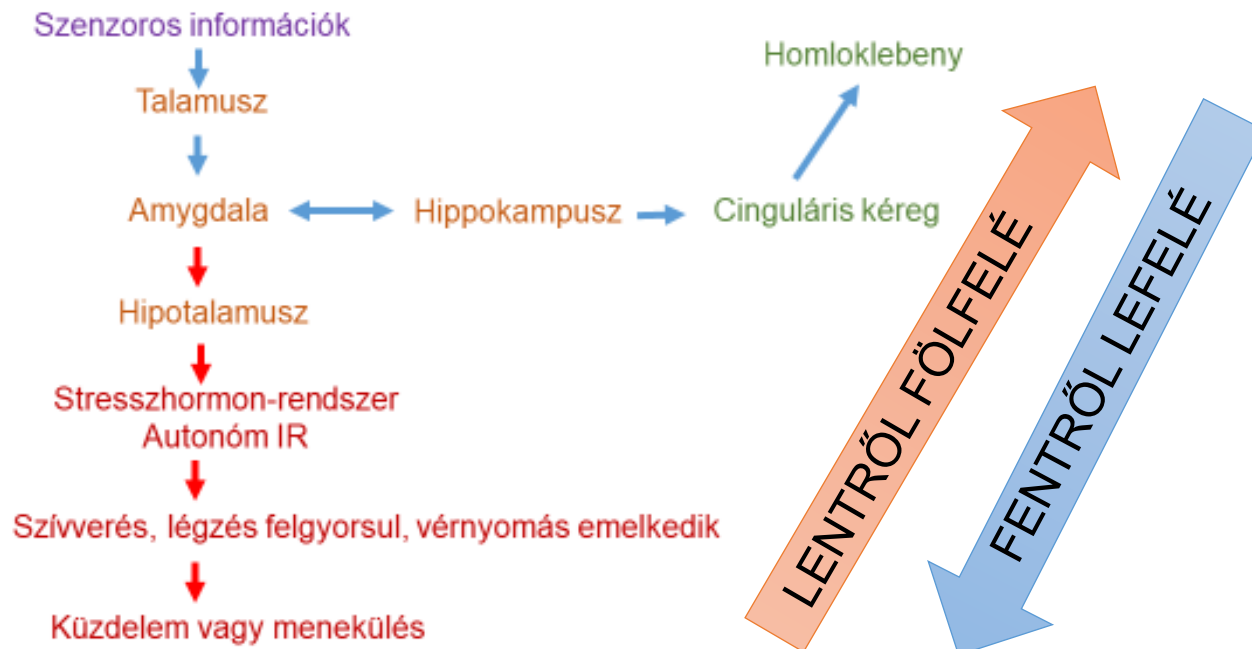 Szenzoros információk
Homloklebeny
Talamusz
Amygdala
Hippokampusz
Cinguláris kéreg
Hipotalamusz
Stresszhormon-rendszer
Autonóm IR
Szívverés, légzés felgyorsul, vérnyomás emelkedik
Küzdelem vagy menekülés
LENTRŐL FÖLFELÉ
FENTRŐL LEFELÉ